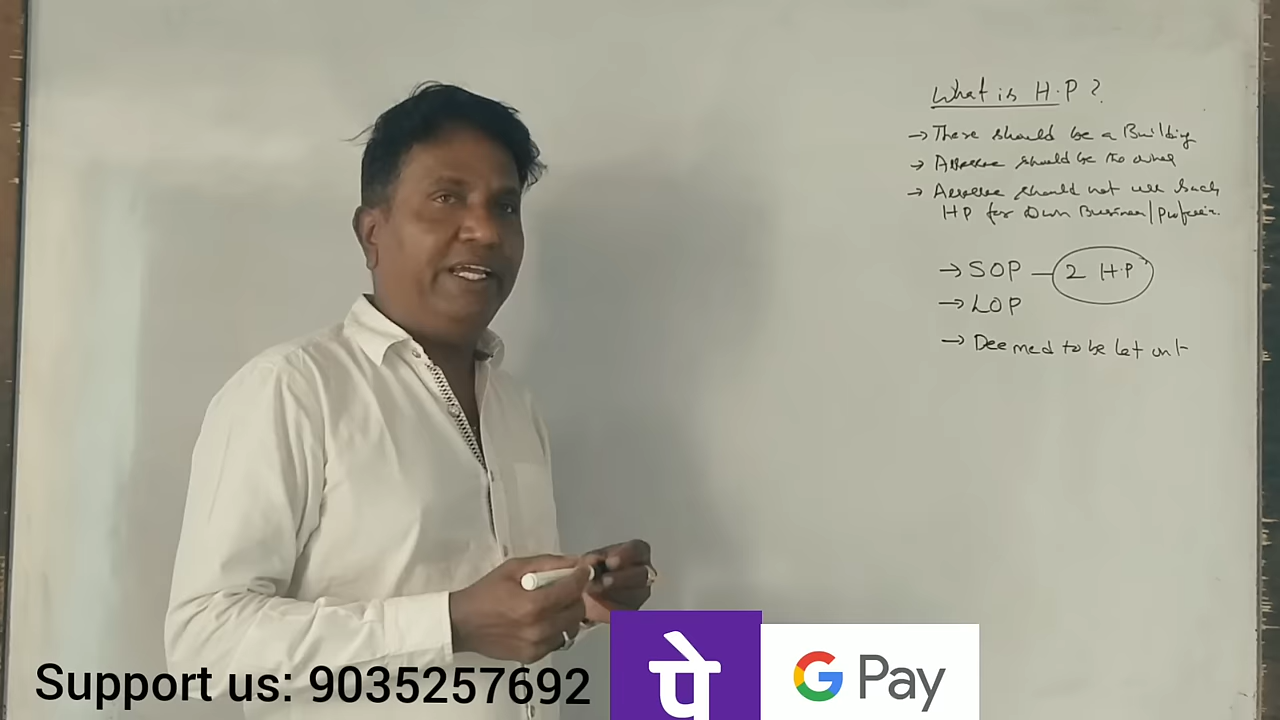 What is H.P?
→ There should be a Building
→ Assessee should be the owner
→ Assessee should not use such
HP for Own Business/Profession.
→ SOP — 2 H.P
→ LOP
→ Deemed to be let out
Support us: 9035257692
पे
G Pay